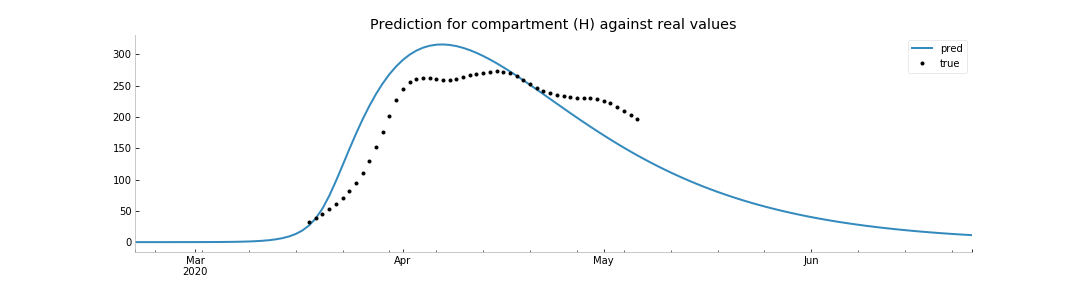 Prediction for compartment (H) against real values
300
250
200
150
100
50
0
pred
true
Mar
2020
Apr
May
Jun